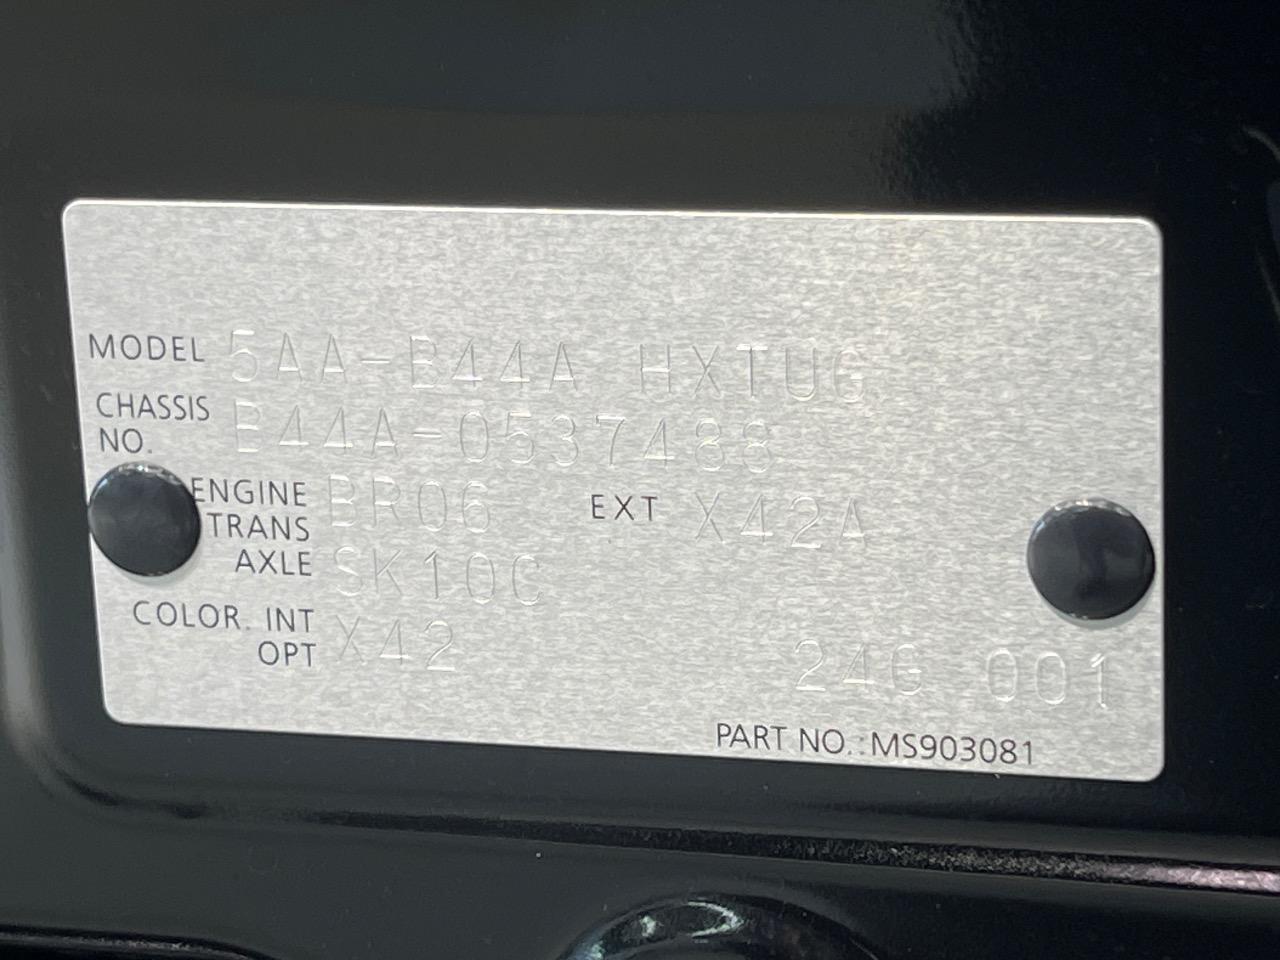 MODEL 5AA-B44A HXTUG
CHASSIS NO. B44A-0537488
ENGINE BR06 EXT X42A
TRANS
AXLE SK10C
COLOR. INT X42
OPT 24G 001
PART NO.:MS903081